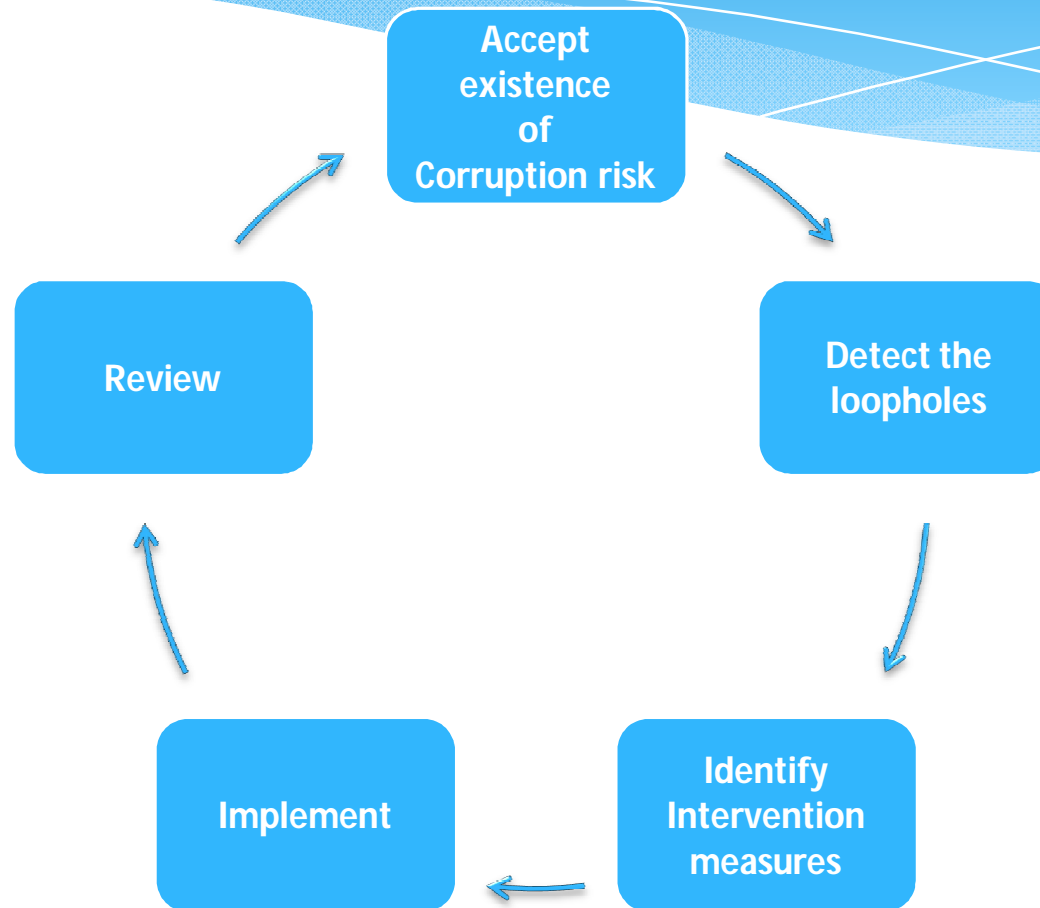 Accept
existence
of
Corruption risk
Detect the
loopholes
Identify
Intervention
measures
Implement
Review